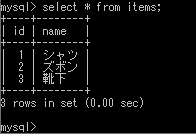 mysql> select * from items;
+----+--------+
| id | name   |
+----+--------+
|  1 | シャツ |
|  2 | ズボン |
|  3 | 靴下   |
+----+--------+
3 rows in set (0.00 sec)
mysql>